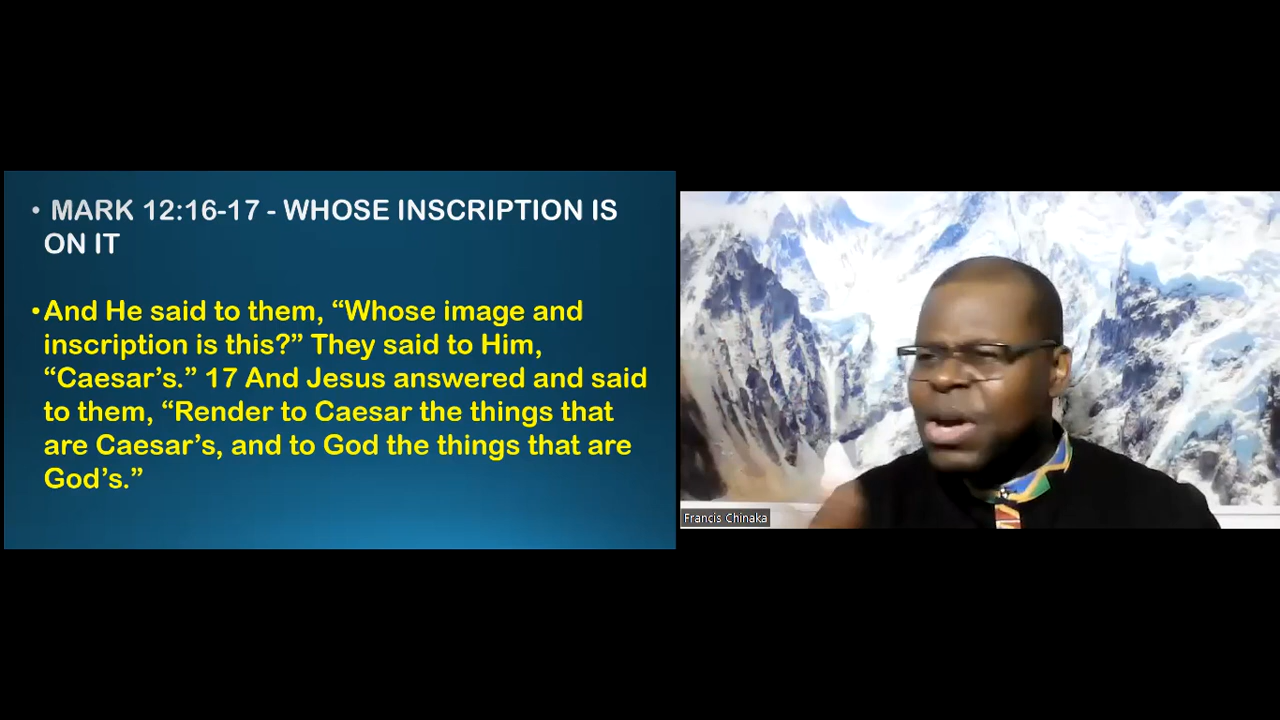 • MARK 12:16-17 - WHOSE INSCRIPTION IS
ON IT
• And He said to them, “Whose image and
inscription is this?” They said to Him,
“Caesar’s.” 17 And Jesus answered and said
to them, “Render to Caesar the things that
are Caesar’s, and to God the things that are
God’s.”
Francis Chinaka